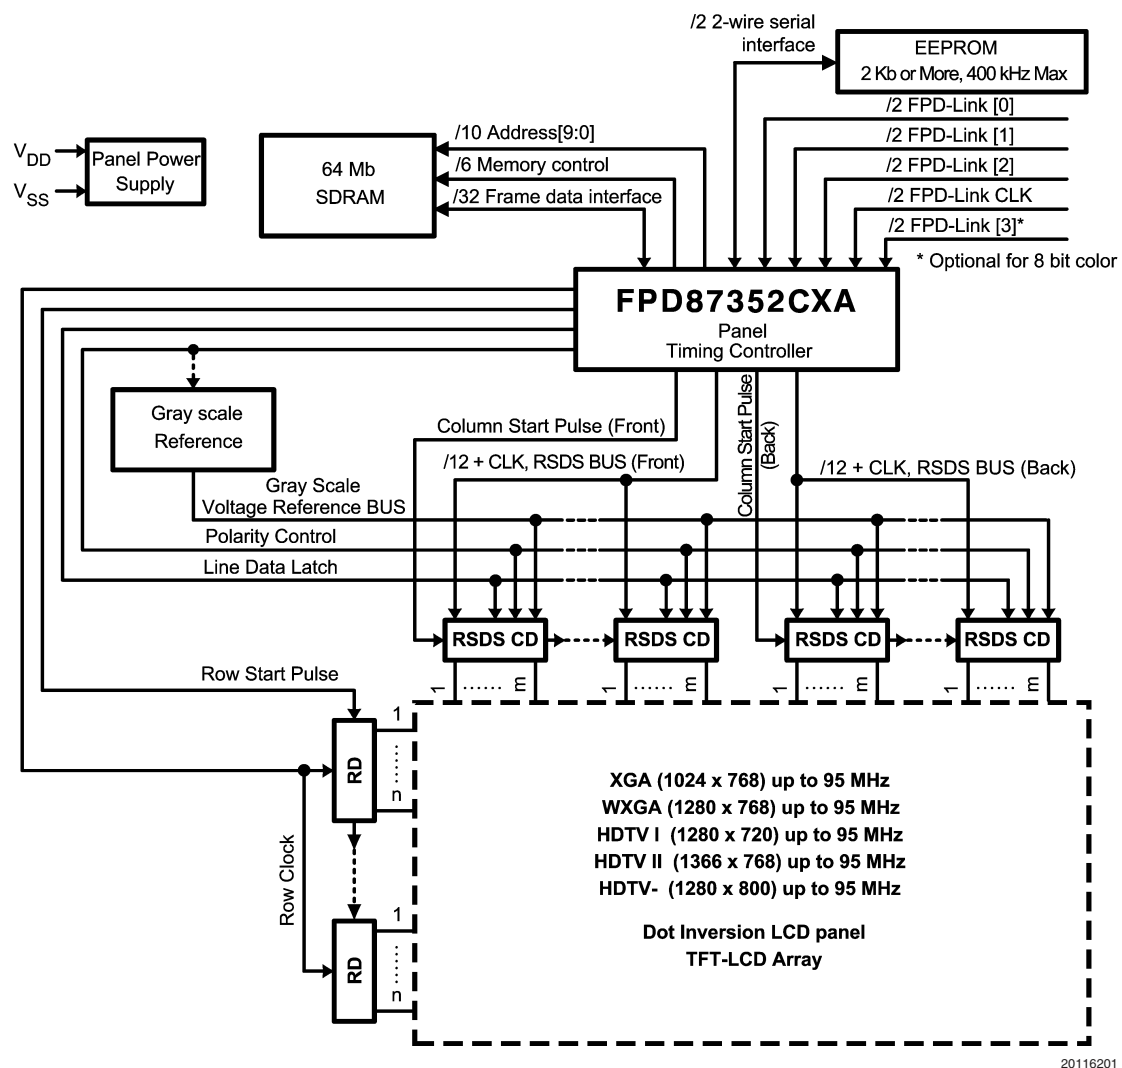 /2 2-wire serial
interface
EEPROM
2 Kb or More, 400 kHz Max
/2 FPD-Link [0]
/2 FPD-Link [1]
/2 FPD-Link [2]
/2 FPD-Link CLK
/2 FPD-Link [3]*
* Optional for 8 bit color
VDD
VSS
Panel Power
Supply
64 Mb
SDRAM
/10 Address[9:0]
/6 Memory control
/32 Frame data interface
FPD87352CXA
Panel
Timing Controller
Gray scale
Reference
Column Start Pulse (Front)
/12 + CLK, RSDS BUS (Front)
Column Start Pulse
(Back)
/12 + CLK, RSDS BUS (Back)
Gray Scale
Voltage Reference BUS
Polarity Control
Line Data Latch
RSDS CD
RSDS CD
RSDS CD
RSDS CD
1 ...... m
1 ...... m
1 ...... m
1 ...... m
Row Start Pulse
RD
1
n
Row Clock
RD
1
n
XGA (1024 x 768) up to 95 MHz
WXGA (1280 x 768) up to 95 MHz
HDTV I (1280 x 720) up to 95 MHz
HDTV II (1366 x 768) up to 95 MHz
HDTV- (1280 x 800) up to 95 MHz
Dot Inversion LCD panel
TFT-LCD Array
20116201